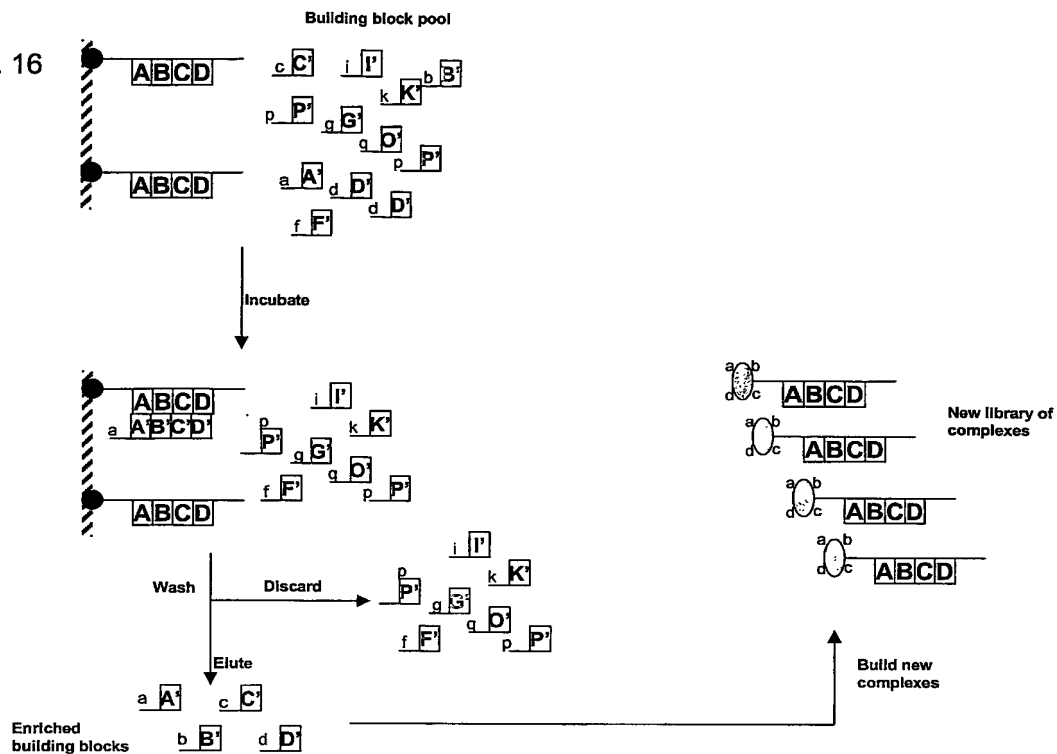 . 16
Building block pool
ABCD
c C'
i I'
b B'
k K'
p P'
g G'
q O'
p P'
ABCD
a A'
d D'
d D'
f F'
Incubate
ABCD
a A' B' C' D'
i I'
p P'
k K'
g G'
q O'
ABCD
f F'
p P'
a b
d c
ABCD
a b
d c
ABCD
a b
d c
ABCD
a b
d c
ABCD
New library of
complexes
Wash
Discard
i I'
p P'
k K'
g G'
q O'
f F'
p P'
Elute
Build new
complexes
a A'
c C'
Enriched
building blocks
b B'
d D'